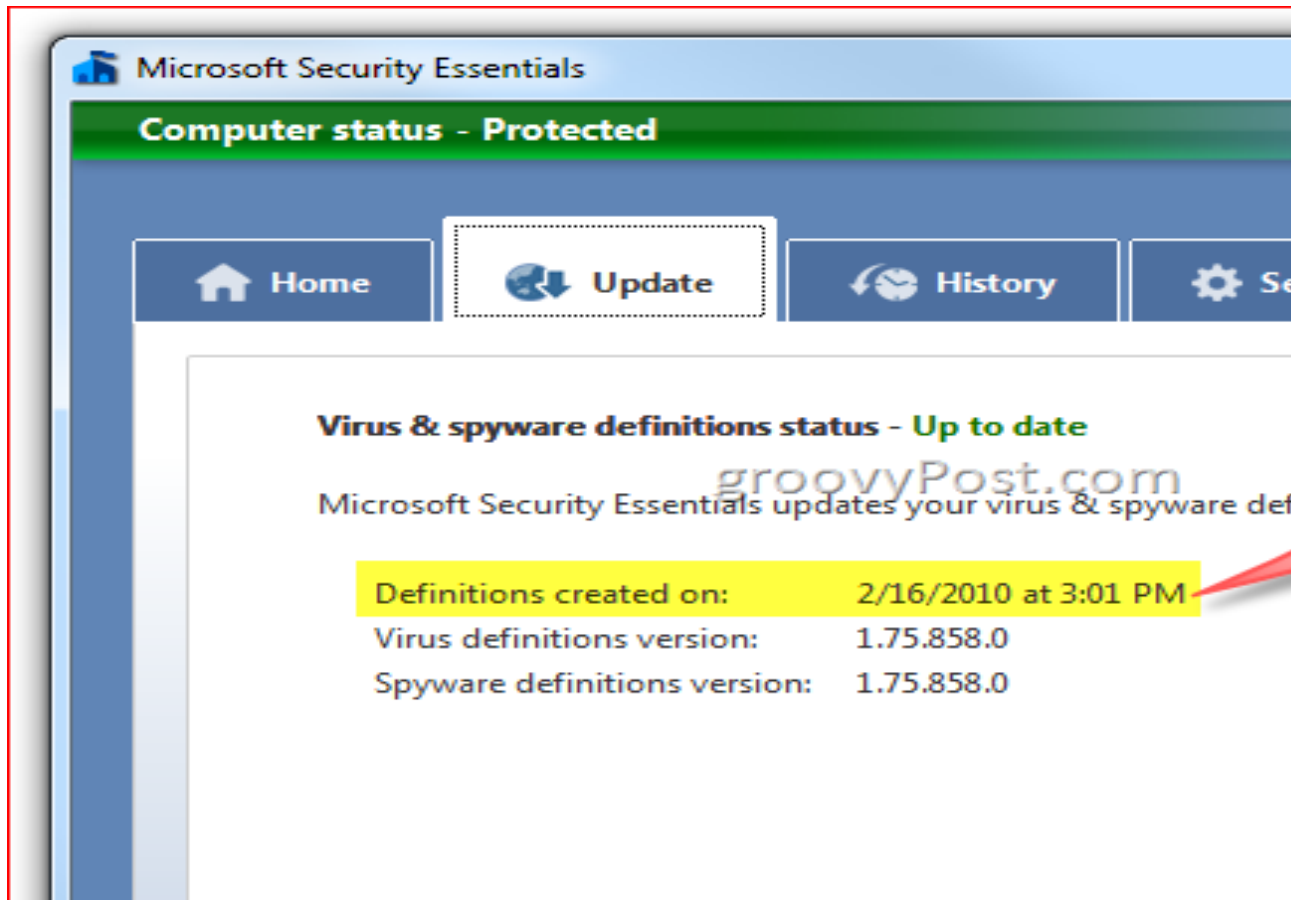 Microsoft Security Essentials
Computer status - Protected
Home Update History
Virus & spyware definitions status - Up to date
groovyPost.com
Microsoft Security Essentials updates your virus & spyware
Definitions created on: 2/16/2010 at 3:01 PM
Virus definitions version: 1.75.858.0
Spyware definitions version: 1.75.858.0